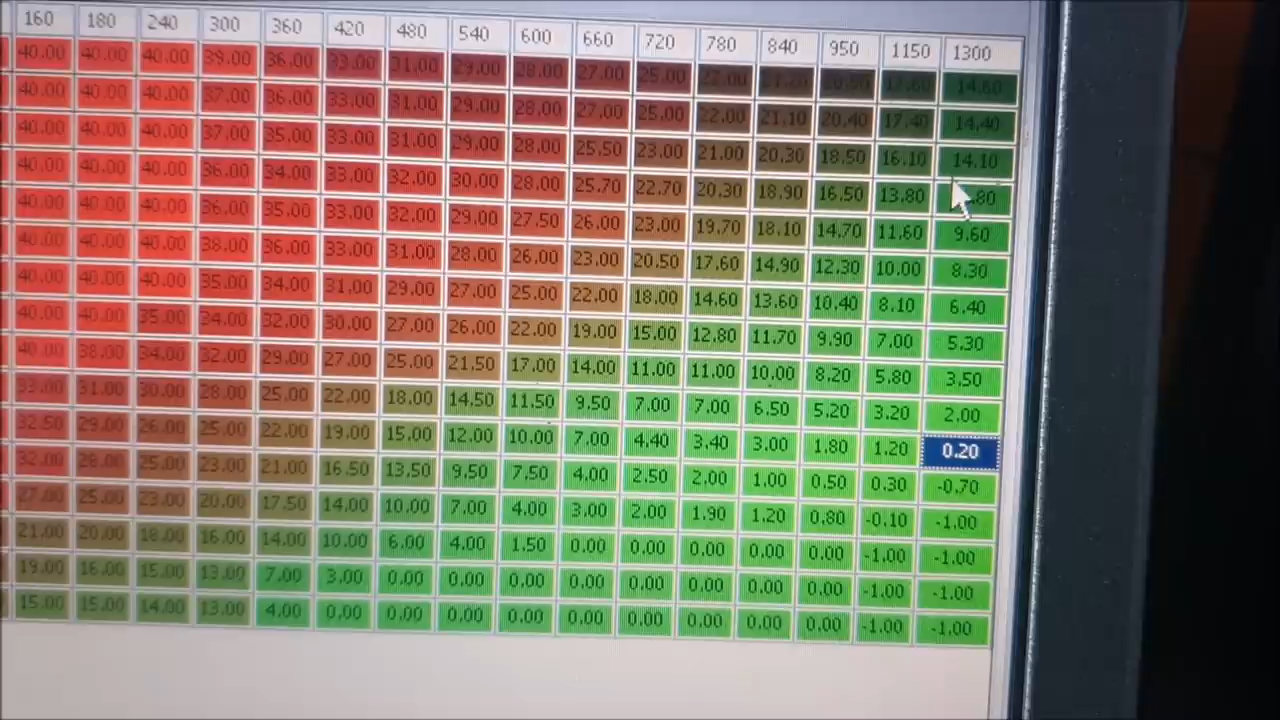 160 180 240 300 360 420 480 540 600 660 720 780 840 950 1150 1300
40.00 40.00 40.00 39.00 36.00 33.00 31.00 29.00 28.00 27.00 25.00 22.00 17.60 14.60
40.00 40.00 40.00 37.00 36.00 33.00 31.00 29.00 28.00 27.00 25.00 22.00 21.10 20.40 17.40 14.40
40.00 40.00 40.00 37.00 35.00 33.00 31.00 29.00 28.00 25.50 23.00 21.00 20.30 18.50 16.10 14.10
40.00 40.00 40.00 36.00 34.00 33.00 32.00 30.00 28.00 25.70 22.70 20.30 18.90 16.50 13.80 .80
40.00 40.00 40.00 36.00 35.00 33.00 32.00 29.00 27.50 26.00 23.00 19.70 18.10 14.70 11.60 9.60
40.00 40.00 40.00 38.00 36.00 33.00 31.00 28.00 26.00 23.00 20.50 17.60 14.90 12.30 10.00 8.30
40.00 40.00 40.00 35.00 34.00 31.00 29.00 27.00 25.00 22.00 18.00 14.60 13.60 10.40 8.10 6.40
40.00 40.00 35.00 34.00 32.00 30.00 27.00 26.00 22.00 19.00 15.00 12.80 11.70 9.90 7.00 5.30
40.00 38.00 34.00 32.00 29.00 27.00 25.00 21.50 17.00 14.00 11.00 11.00 10.00 8.20 5.80 3.50
33.00 31.00 30.00 28.00 25.00 22.00 18.00 14.50 11.50 9.50 7.00 7.00 6.50 5.20 3.20 2.00
32.50 29.00 26.00 25.00 22.00 19.00 15.00 12.00 10.00 7.00 4.40 3.40 3.00 1.80 1.20 0.20
32.00 28.00 25.00 23.00 21.00 16.50 13.50 9.50 7.50 4.00 2.50 2.00 1.00 0.50 0.30 -0.70
27.00 25.00 23.00 20.00 17.50 14.00 10.00 7.00 4.00 3.00 2.00 1.90 1.20 0.80 -0.10 -1.00
21.00 20.00 18.00 16.00 14.00 10.00 6.00 4.00 1.50 0.00 0.00 0.00 0.00 0.00 -1.00 -1.00
19.00 16.00 15.00 13.00 7.00 3.00 0.00 0.00 0.00 0.00 0.00 0.00 0.00 0.00 -1.00 -1.00
15.00 15.00 14.00 13.00 4.00 0.00 0.00 0.00 0.00 0.00 0.00 0.00 0.00 0.00 -1.00 -1.00